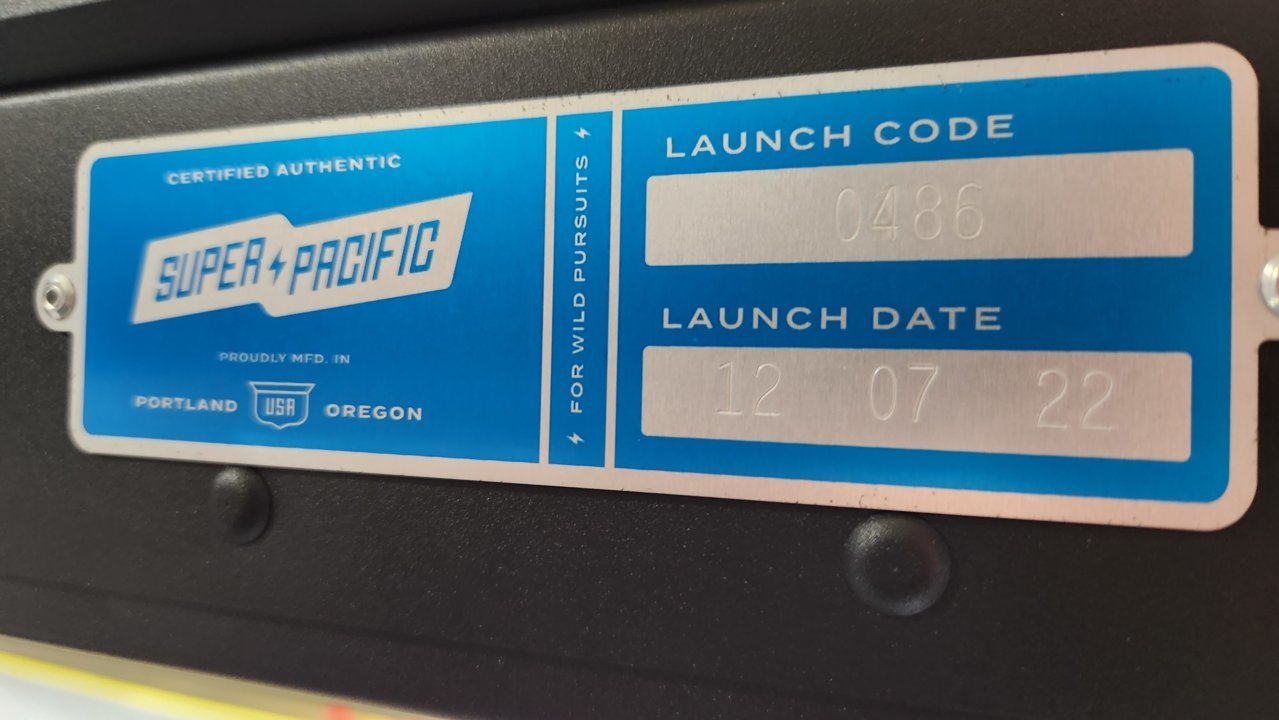 CERTIFIED AUTHENTIC
SUPER PACIFIC
PROUDLY MFD. IN
PORTLAND USA OREGON
FOR WILD PURSUITS
LAUNCH CODE
0486
LAUNCH DATE
12 07 22